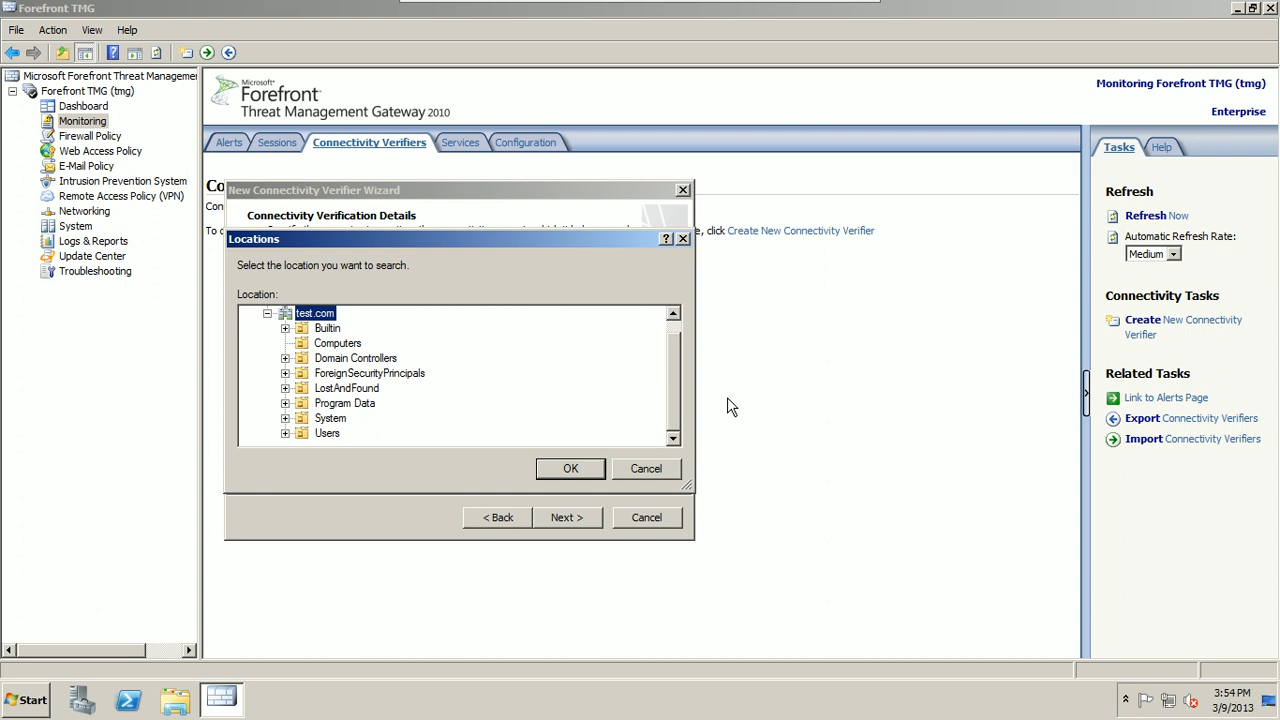 Forefront TMG
File Action View Help
Microsoft Forefront Threat Manageme
Forefront TMG (tmg)
Dashboard
Monitoring
Firewall Policy
Web Access Policy
E-Mail Policy
Intrusion Prevention System
Remote Access Policy (VPN)
Networking
System
Logs & Reports
Update Center
Troubleshooting
Microsoft®
Forefront®
Threat Management Gateway 2010
Monitoring Forefront TMG (tmg)
Enterprise
Alerts Sessions Connectivity Verifiers Services Configuration
Co
Con
To c
e, click Create New Connectivity Verifier
New Connectivity Verifier Wizard
Connectivity Verification Details
Locations
Select the location you want to search.
Location:
test.com
Builtin
Computers
Domain Controllers
ForeignSecurityPrincipals
LostAndFound
Program Data
System
Users
OK Cancel
< Back Next > Cancel
Tasks Help
Refresh
Refresh Now
Automatic Refresh Rate:
Medium
Connectivity Tasks
Create New Connectivity
Verifier
Related Tasks
Link to Alerts Page
Export Connectivity Verifiers
Import Connectivity Verifiers
Start
3:54 PM
3/9/2013